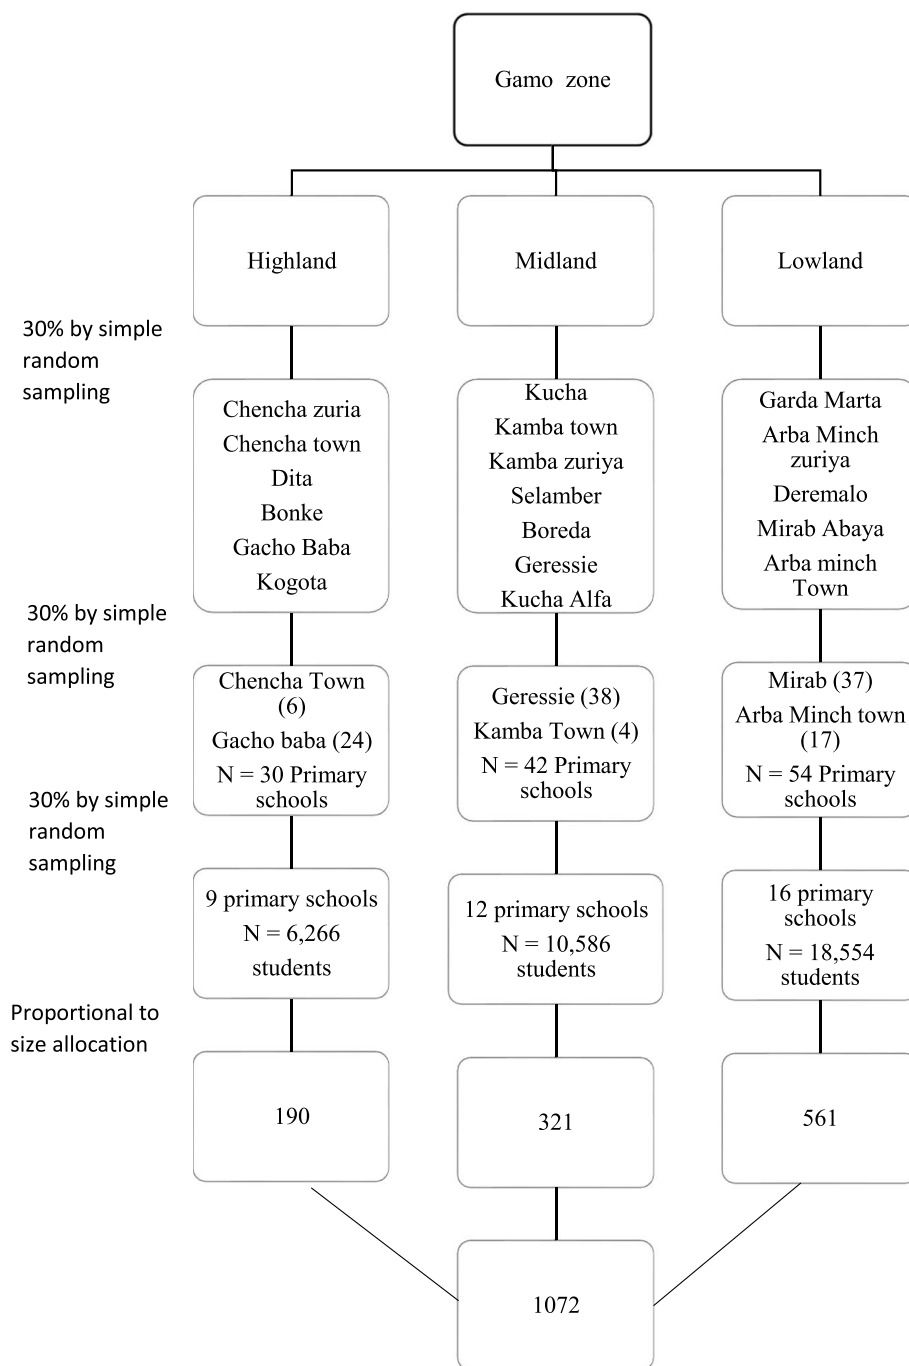 Gamo zone
Highland
Midland
Lowland
30% by simple
random
sampling
Chencha zuria
Chencha town
Dita
Bonke
Gacho Baba
Kogota
Kucha
Kamba town
Kamba zuriya
Selamber
Boreda
Geressie
Kucha Alfa
Garda Marta
Arba Minch
zuriya
Deremalo
Mirab Abaya
Arba minch
Town
30% by simple
random
sampling
Chencha Town
(6)
Gacho baba (24)
N = 30 Primary
schools
Geressie (38)
Kamba Town (4)
N = 42 Primary
schools
Mirab (37)
Arba Minch town
(17)
N = 54 Primary
schools
30% by simple
random
sampling
9 primary schools
N = 6,266
students
12 primary schools
N = 10,586
students
16 primary
schools
N = 18,554
students
Proportional to
size allocation
190
321
561
1072